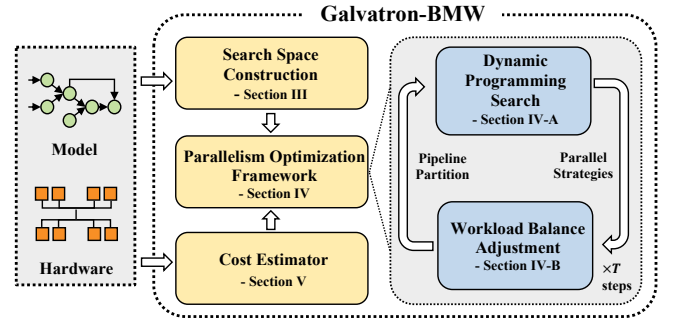 Galvatron-BMW
Model
Hardware
Search Space
Construction
- Section III
Parallelism Optimization
Framework
- Section IV
Cost Estimator
- Section V
Dynamic
Programming
Search
- Section IV-A
Pipeline
Partition
Parallel
Strategies
Workload Balance
Adjustment
- Section IV-B
×T
steps